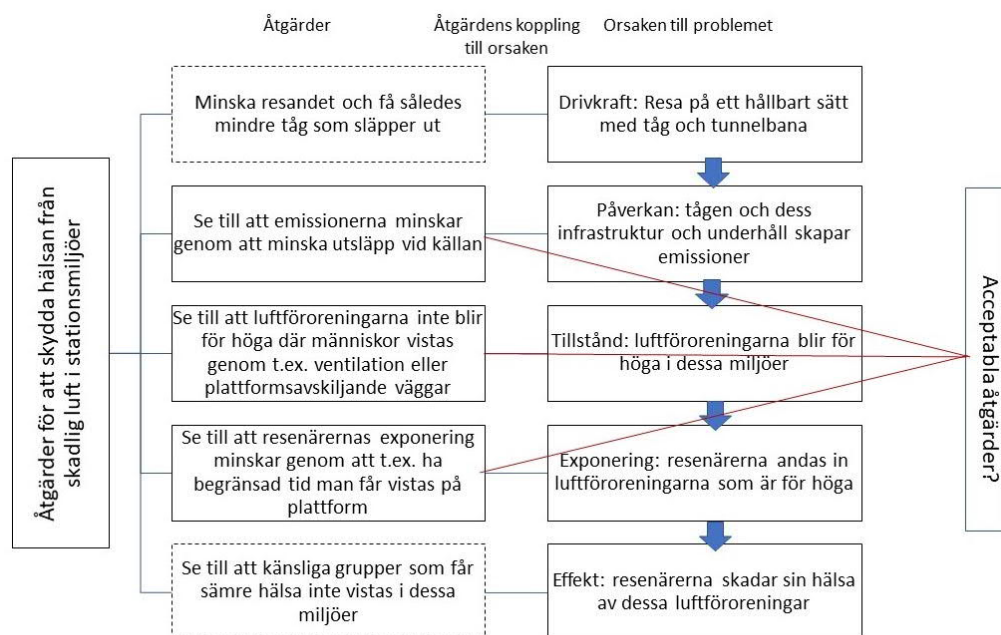 Åtgärder
Åtgärdens koppling
till orsaken
Orsaken till problemet
Åtgärder för att skydda hälsan från
skadlig luft i stationsmiljöer
Minska resandet och få således
mindre tåg som släpper ut
Drivkraft: Resa på ett hållbart sätt
med tåg och tunnelbana
Se till att emissionerna minskar
genom att minska utsläpp vid källan
Påverkan: tågen och dess
infrastruktur och underhåll skapar
emissioner
Se till att luftföroreningarna inte blir
för höga där människor vistas
genom t.ex. ventilation eller
plattformsavskiljande väggar
Tillstånd: luftföroreningarna blir för
höga i dessa miljöer
Se till att resenärernas exponering
minskar genom att t.ex. ha
begränsad tid man får vistas på
plattform
Exponering: resenärerna andas in
luftföroreningarna som är för höga
Se till att känsliga grupper som får
sämre hälsa inte vistas i dessa
miljöer
Effekt: resenärerna skadar sin hälsa
av dessa luftföroreningar
Acceptabla åtgärder?